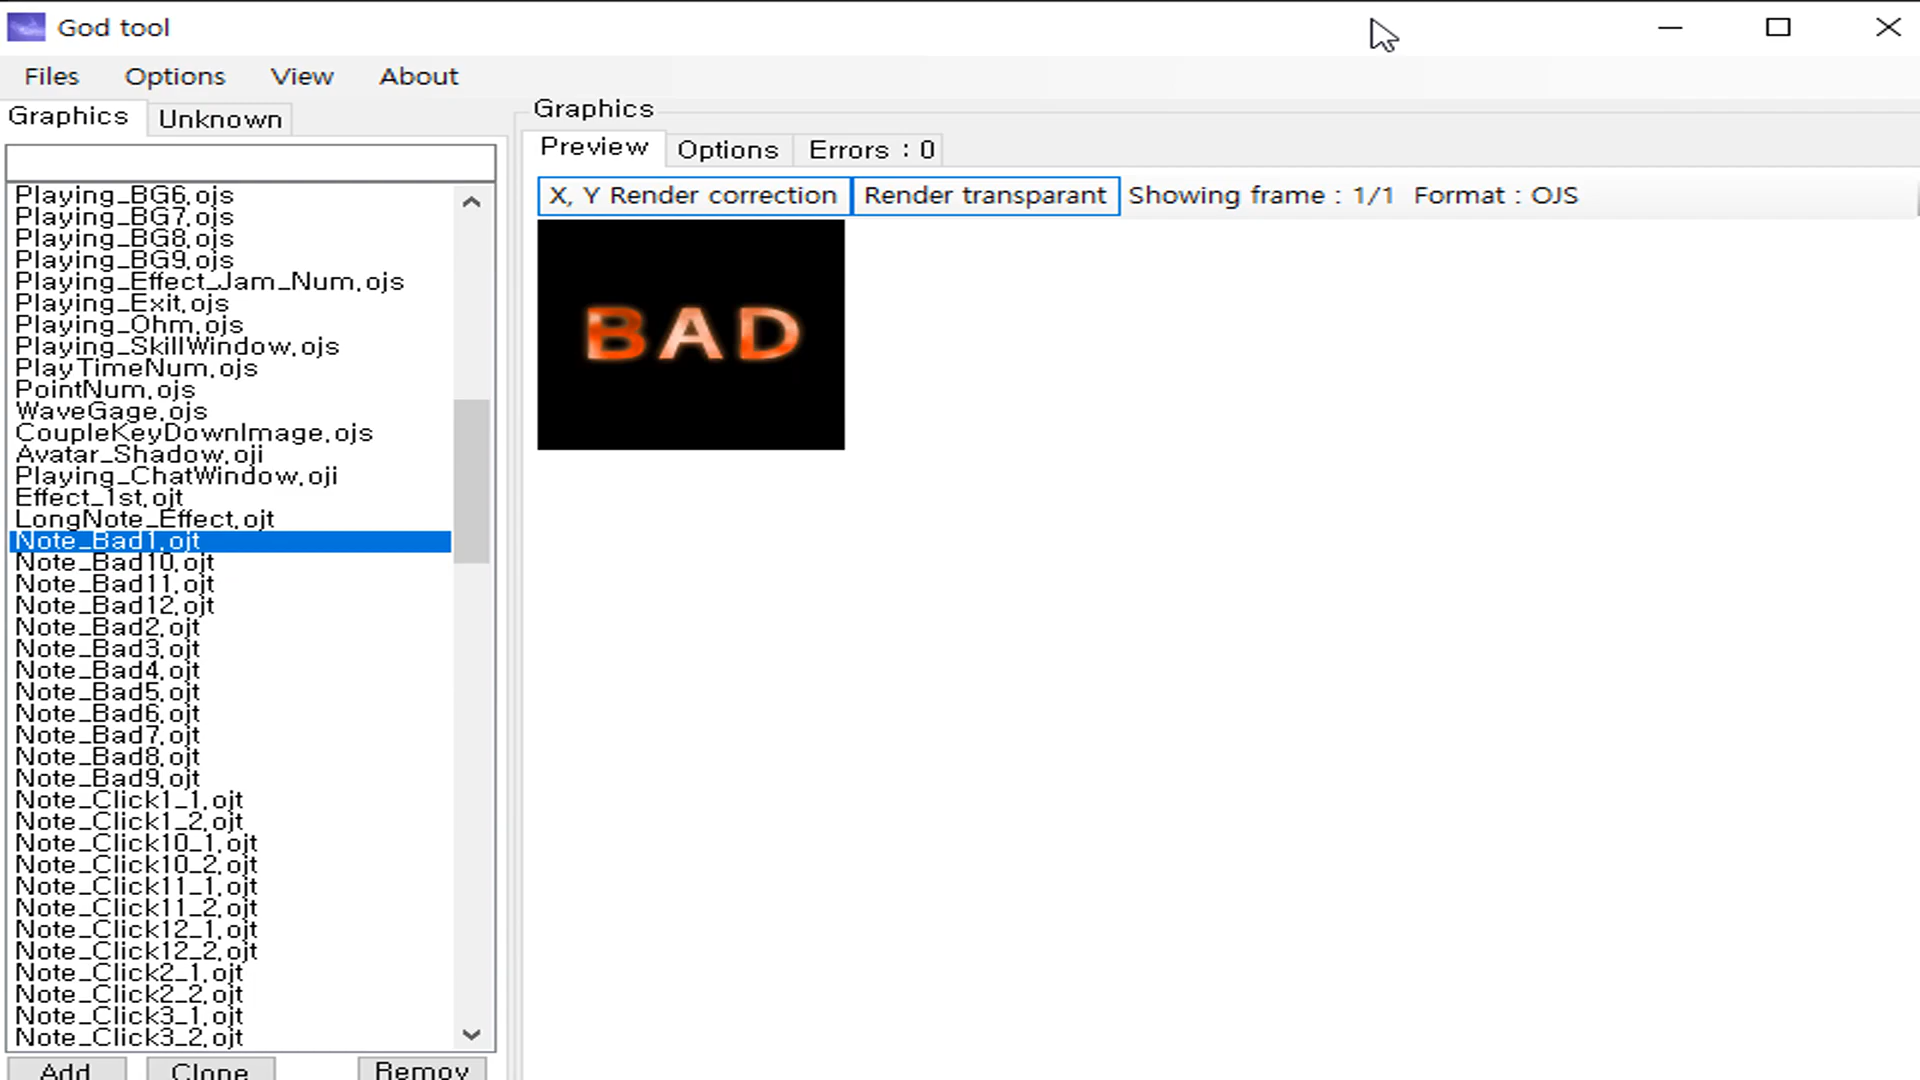 God tool
Files Options View About
Graphics Unknown
Playing_BG6.ojs
Playing_BG7.ojs
Playing_BG8.ojs
Playing_BG9.ojs
Playing_Effect_Jam_Num.ojs
Playing_Exit.ojs
Playing_Ohm.ojs
Playing_SkillWindow.ojs
PlayTimeNum.ojs
PointNum.ojs
WaveGage.ojs
CoupleKeyDownImage.ojs
Avatar_Shadow.oji
Playing_ChatWindow.oji
Effect_1st.ojt
LongNote_Effect.ojt
Note_Bad1.ojt
Note_Bad10.ojt
Note_Bad11.ojt
Note_Bad12.ojt
Note_Bad2.ojt
Note_Bad3.ojt
Note_Bad4.ojt
Note_Bad5.ojt
Note_Bad6.ojt
Note_Bad7.ojt
Note_Bad8.ojt
Note_Bad9.ojt
Note_Click1_1.ojt
Note_Click1_2.ojt
Note_Click10_1.ojt
Note_Click10_2.ojt
Note_Click11_1.ojt
Note_Click11_2.ojt
Note_Click12_1.ojt
Note_Click12_2.ojt
Note_Click2_1.ojt
Note_Click2_2.ojt
Note_Click3_1.ojt
Note_Click3_2.ojt
Add Clone Remov
Graphics
Preview Options Errors : 0
X, Y Render correction Render transparant Showing frame : 1/1 Format : OJS
BAD